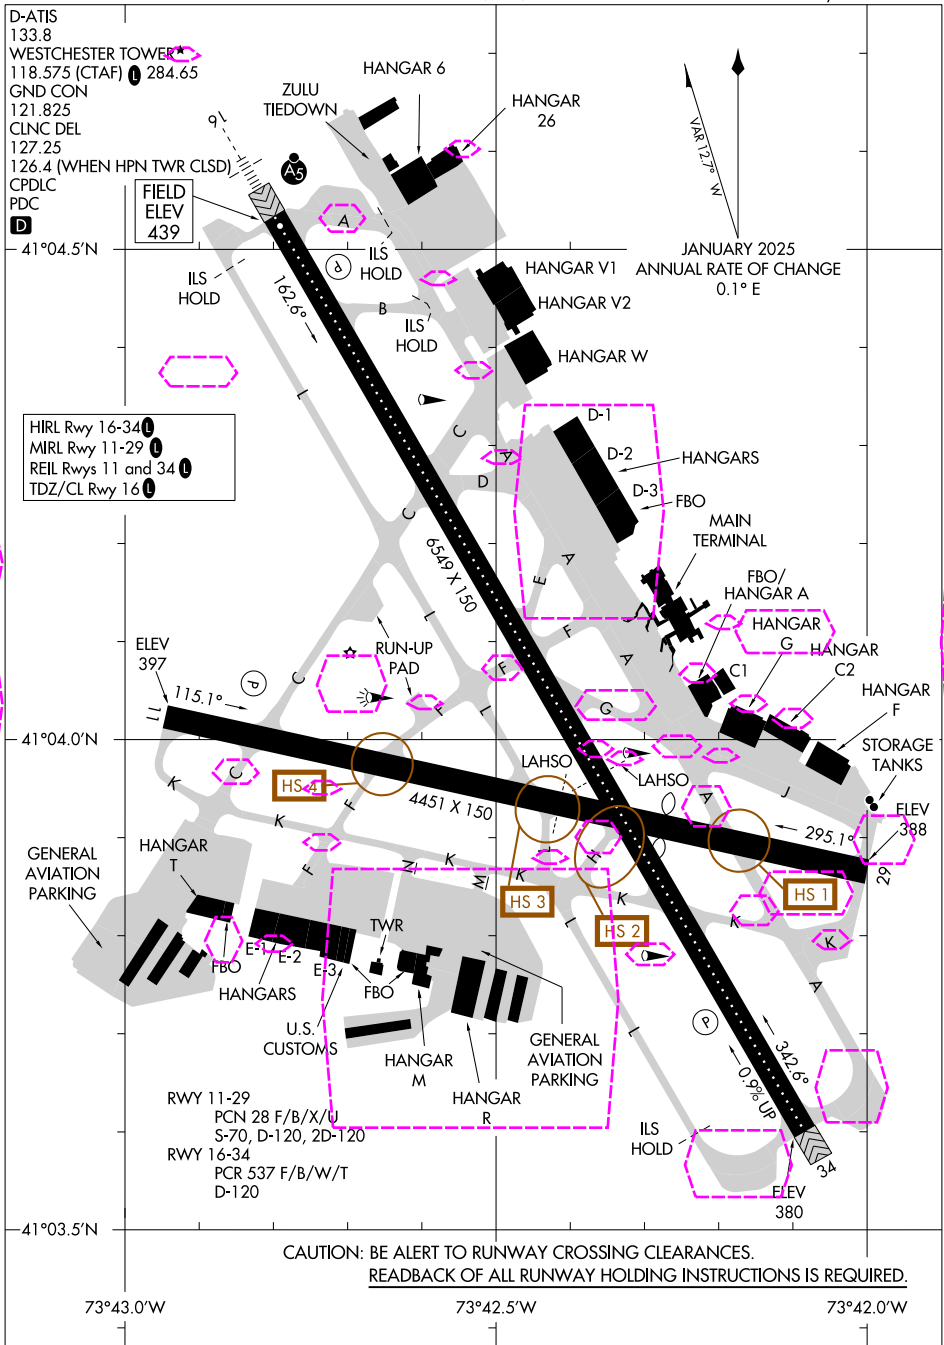 D-ATIS
133.8
WESTCHESTER TOWER★
118.575 (CTAF) L 284.65
GND CON
121.825
CLNC DEL
127.25
126.4 (WHEN HPN TWR CLSD)
CPDLC
PDC
D
HANGAR 6
ZULU
TIEDOWN
HANGAR
26
VAR 12.7° W
JANUARY 2025
ANNUAL RATE OF CHANGE
0.1° E
16
A5
FIELD
ELEV
439
A
41°04.5'N
ILS
HOLD
ILS
HOLD
P
162.6°
B
ILS
HOLD
HANGAR V1
HANGAR V2
HANGAR W
L
HIRL Rwy 16-34 L
MIRL Rwy 11-29 L
REIL Rwys 11 and 34 L
TDZ/CL Rwy 16 L
C
A
D
C
D-1
D-2
D-3
HANGARS
FBO
MAIN
TERMINAL
6549 X 150
E
A
F
A
L
FBO/
HANGAR A
HANGAR
G
HANGAR
C2
C1
HANGAR
F
STORAGE
TANKS
ELEV
397
115.1°
P
C
RUN-UP
PAD
F
F
L
G
11
41°04.0'N
LAHSO
LAHSO
J
K
C
HS 4
F
4451 X 150
A
295.1°
ELEV
388
29
K
F
N
K
M
K
H
K
HS 3
HS 2
HS 1
K
K
A
L
L
GENERAL
AVIATION
PARKING
HANGAR
T
FBO
E-1
E-2
E-3
HANGARS
TWR
FBO
U.S.
CUSTOMS
HANGAR
M
HANGAR
R
GENERAL
AVIATION
PARKING
P
342.6°
0.9% UP
ILS
HOLD
34
ELEV
380
RWY 11-29
PCN 28 F/B/X/U
S-70, D-120, 2D-120
RWY 16-34
PCR 537 F/B/W/T
D-120
41°03.5'N
CAUTION: BE ALERT TO RUNWAY CROSSING CLEARANCES.
READBACK OF ALL RUNWAY HOLDING INSTRUCTIONS IS REQUIRED.
73°43.0'W
73°42.5'W
73°42.0'W